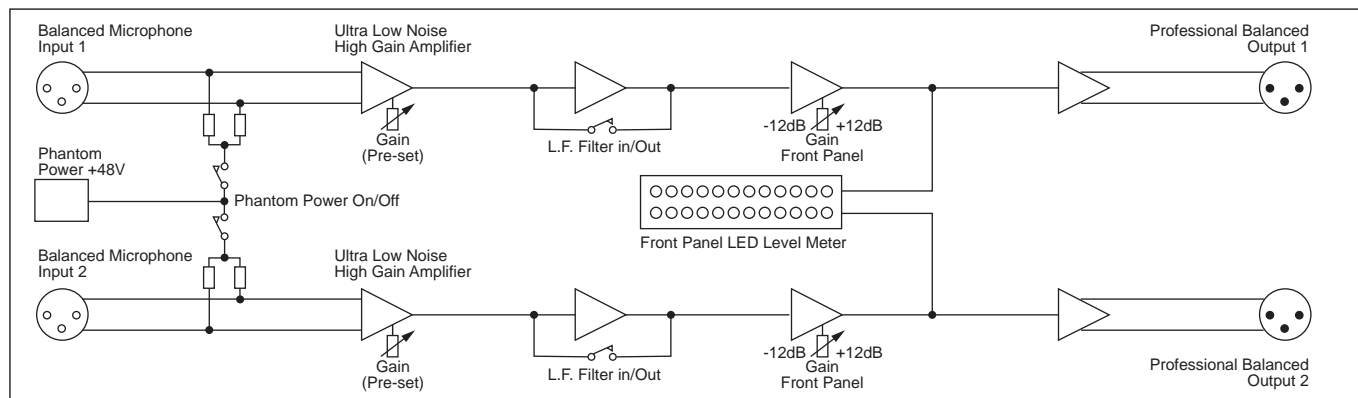 Balanced Microphone
Input 1
Ultra Low Noise
High Gain Amplifier
Professional Balanced
Output 1
Gain
(Pre-set)
L.F. Filter in/Out
-12dB
+12dB
Gain
Front Panel
Phantom
Power +48V
Phantom Power On/Off
Front Panel LED Level Meter
Balanced Microphone
Input 2
Ultra Low Noise
High Gain Amplifier
Gain
(Pre-set)
L.F. Filter in/Out
-12dB
+12dB
Gain
Front Panel
Professional Balanced
Output 2